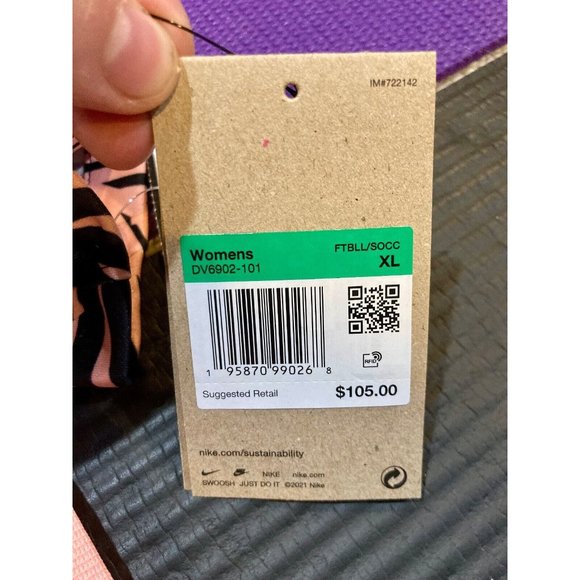 IM#722142
Womens FTBLL/SOCC
DV6902-101 XL
1 95870 99026 8
RFID
Suggested Retail $105.00
nike.com/sustainability
NIKE nike.com
SWOOSH JUST DO IT ©2021 Nike